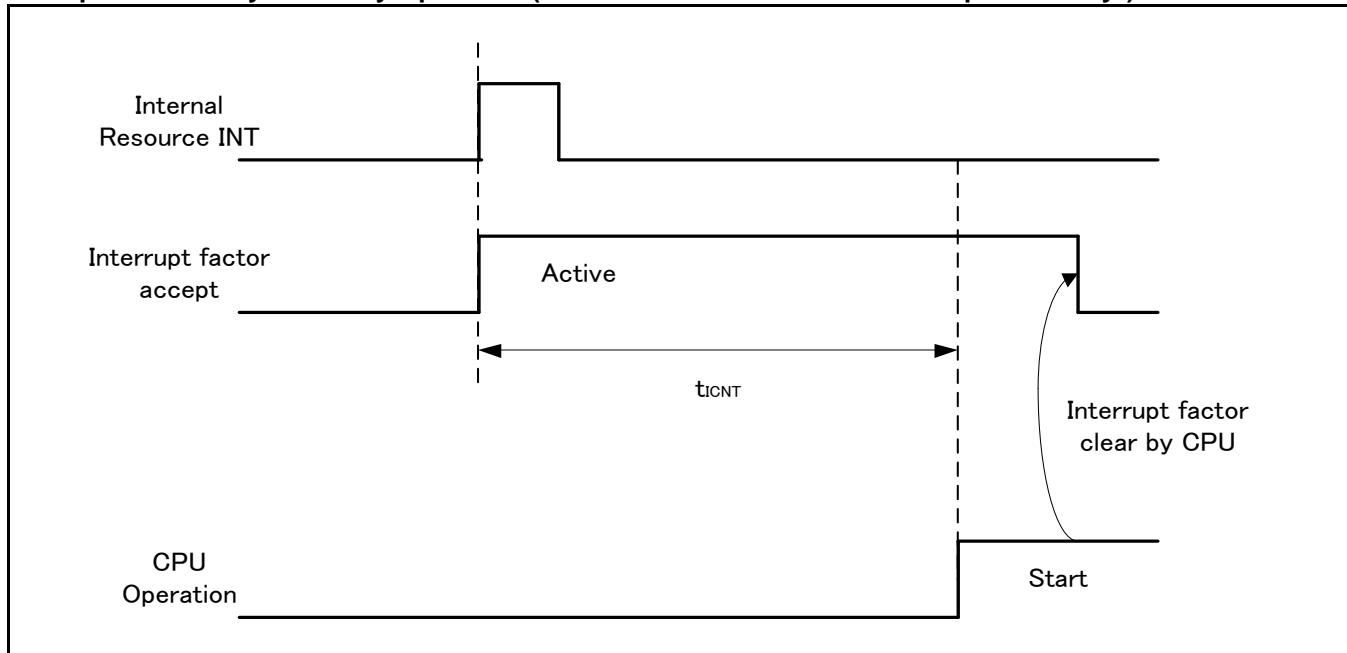 Internal
Resource INT
Interrupt factor
accept
Active
tICNT
Interrupt factor
clear by CPU
CPU
Operation
Start